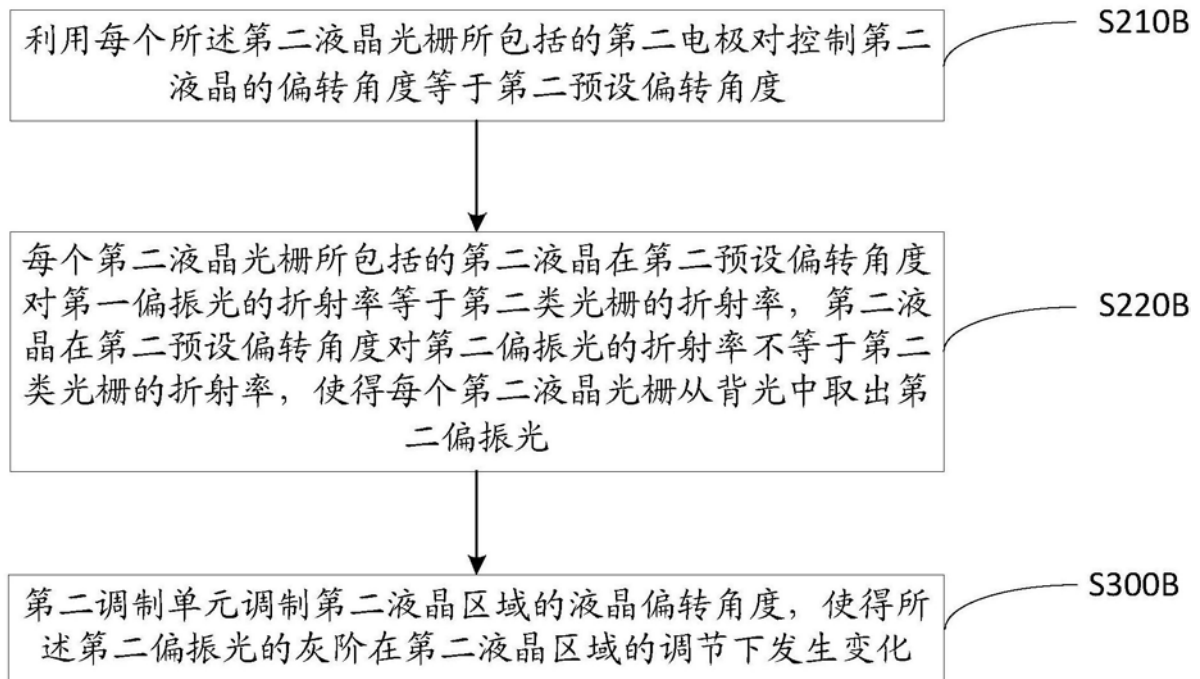 利用每个所述第二液晶光栅所包括的第二电极对控制第二
液晶的偏转角度等于第二预设偏转角度
S210B
每个第二液晶光栅所包括的第二液晶在第二预设偏转角度
对第一偏振光的折射率等于第二类光栅的折射率，第二液
晶在第二预设偏转角度对第二偏振光的折射率不等于第二
类光栅的折射率，使得每个第二液晶光栅从背光中取出第
二偏振光
S220B
第二调制单元调制第二液晶区域的液晶偏转角度，使得所
述第二偏振光的灰阶在第二液晶区域的调节下发生变化
S300B